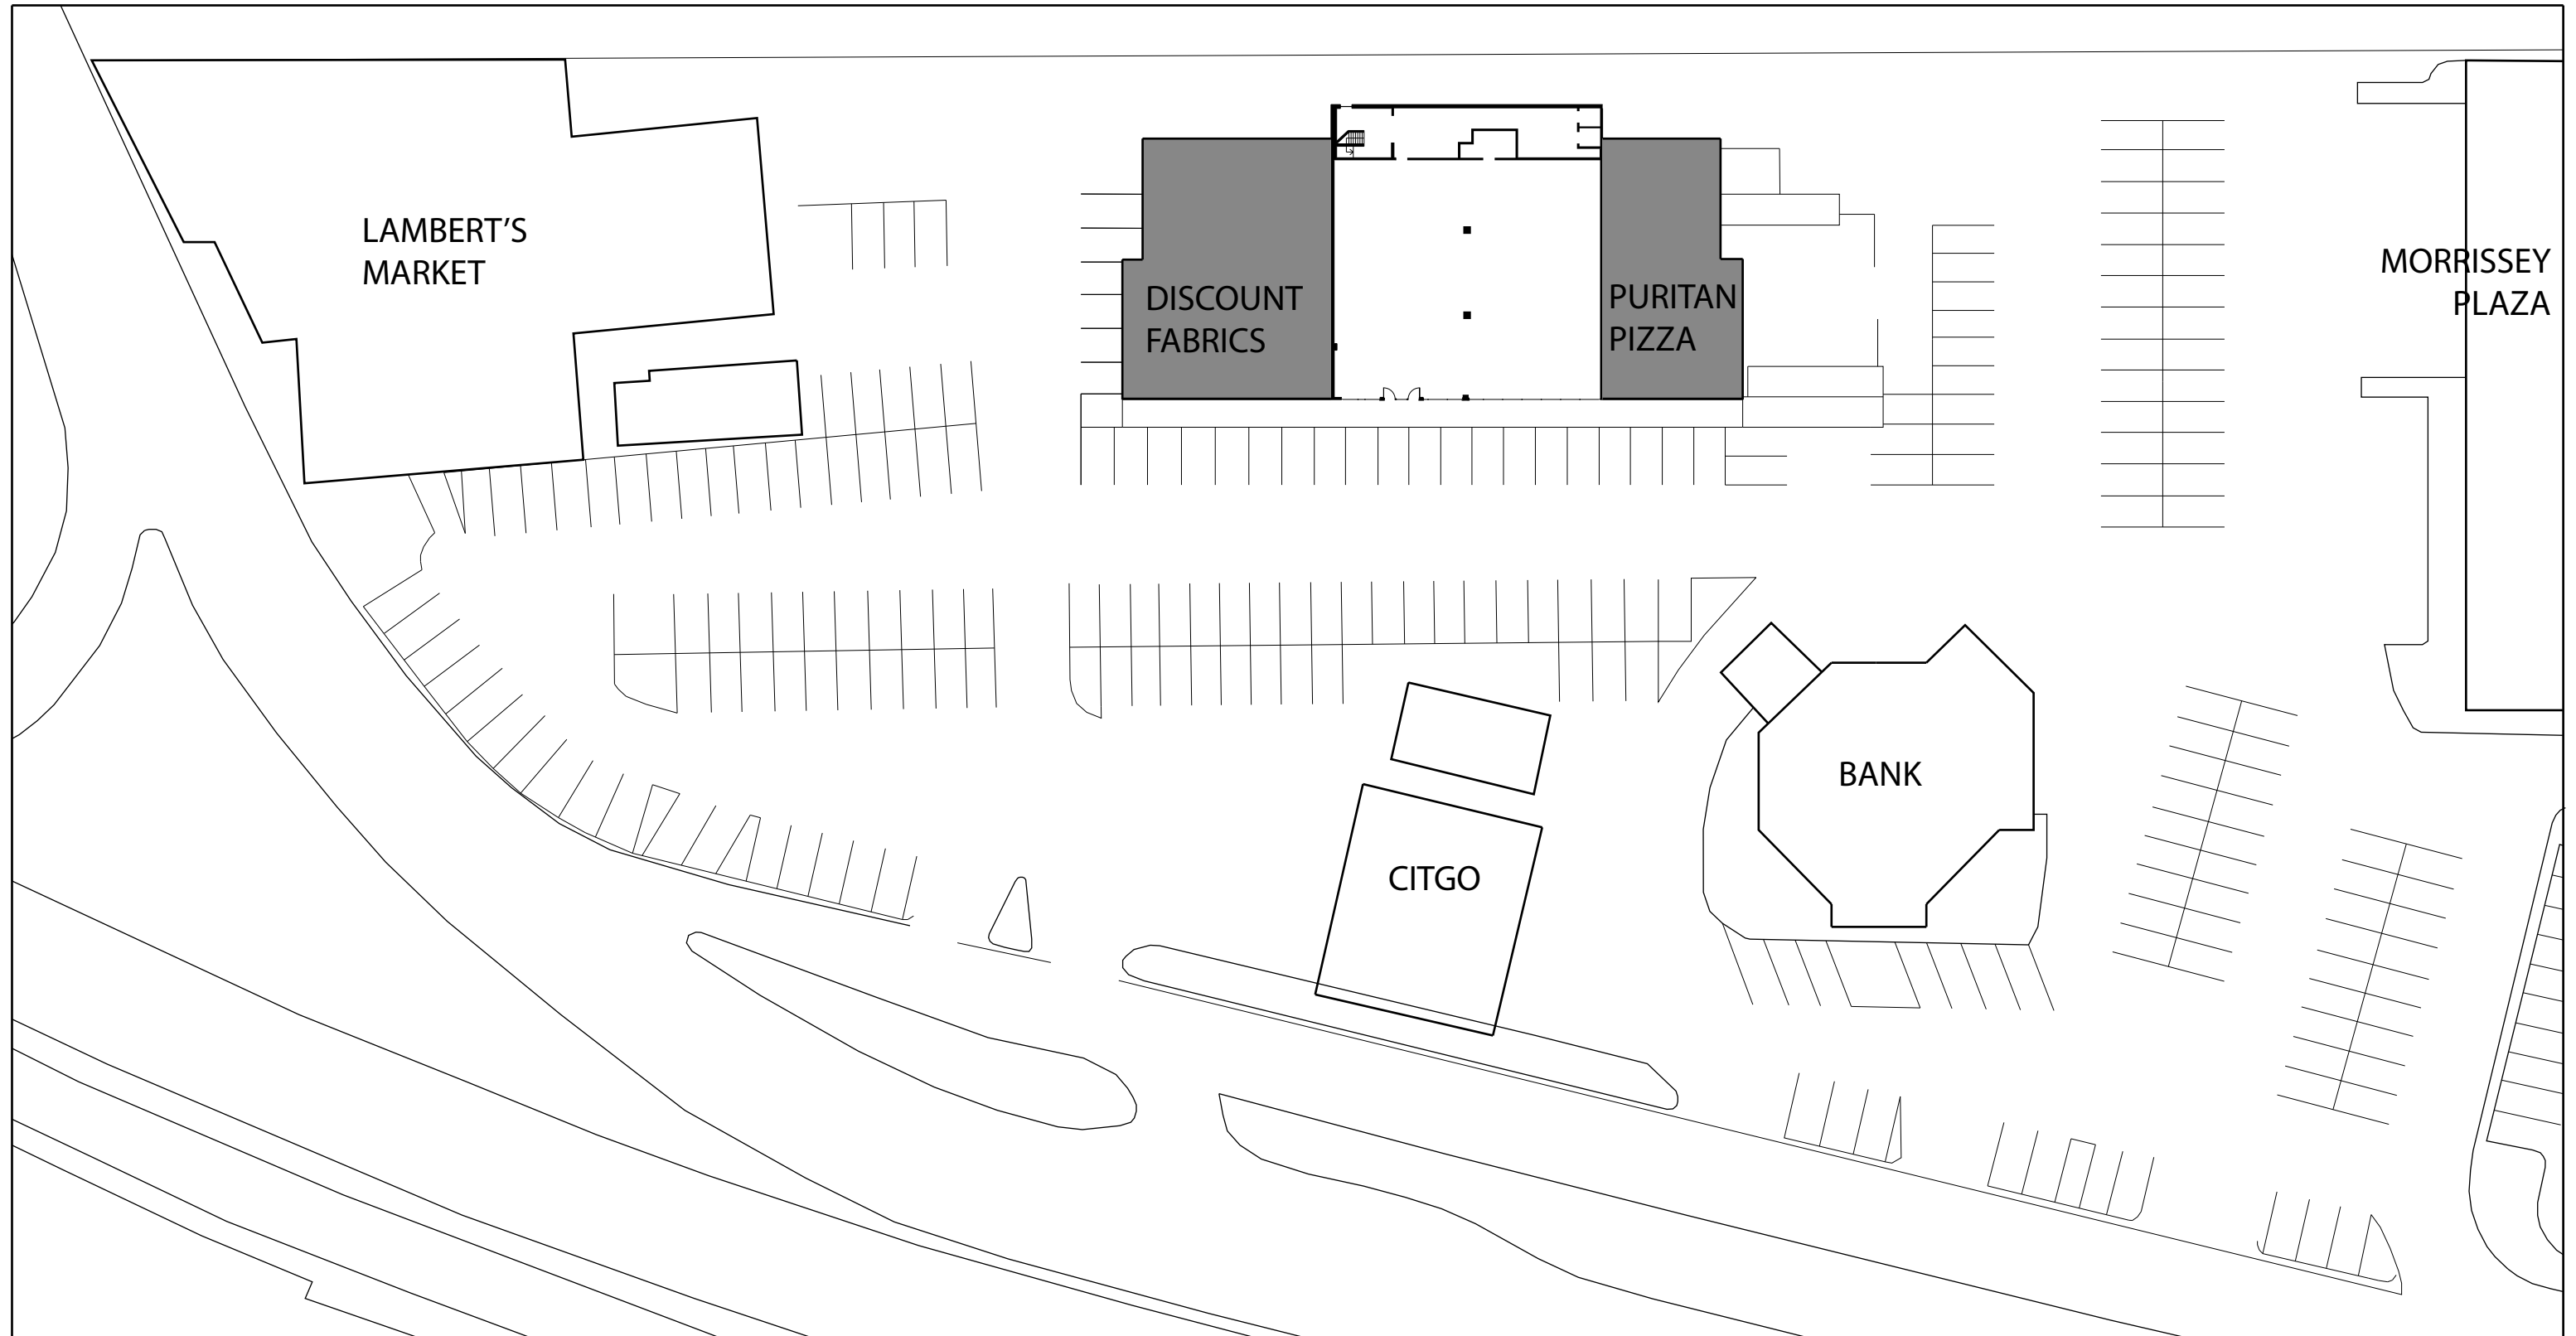 LAMBERT'S
MARKET
DISCOUNT
FABRICS
PURITAN
PIZZA
MORRISSEY
PLAZA
BANK
CITGO